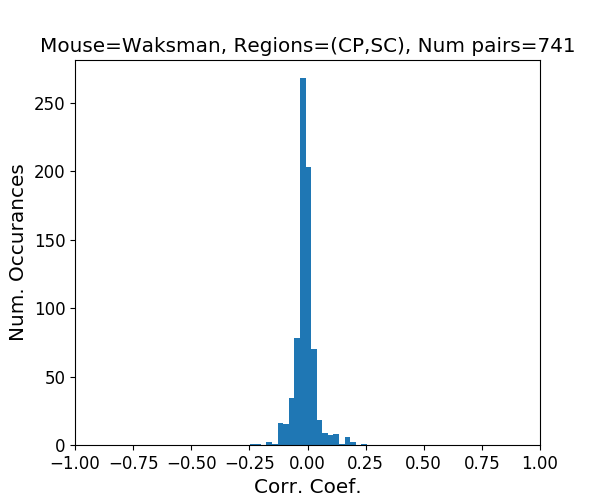 Mouse=Waksman, Regions=(CP,SC), Num pairs=741
Num. Occurances
250
200
150
100
50
0
−1.00 −0.75 −0.50 −0.25 0.00 0.25 0.50 0.75 1.00
Corr. Coef.